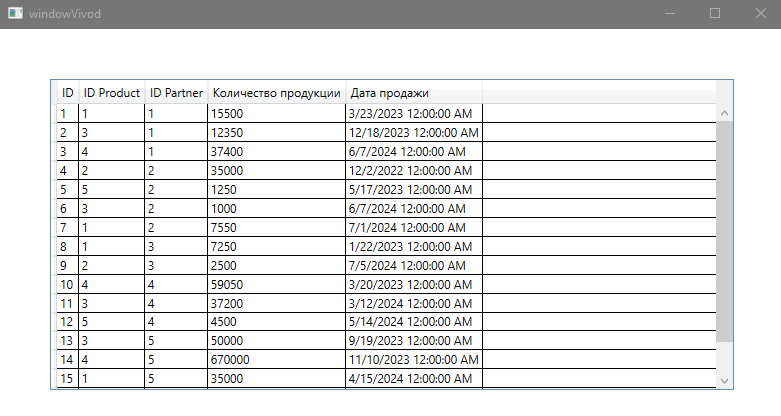 windowVivod
ID ID Product ID Partner Количество продукции Дата продажи
1 1 1 15500 3/23/2023 12:00:00 AM
2 3 1 12350 12/18/2023 12:00:00 AM
3 4 1 37400 6/7/2024 12:00:00 AM
4 2 2 35000 12/2/2022 12:00:00 AM
5 5 2 1250 5/17/2023 12:00:00 AM
6 3 2 1000 6/7/2024 12:00:00 AM
7 1 2 7550 7/1/2024 12:00:00 AM
8 1 3 7250 1/22/2023 12:00:00 AM
9 2 3 2500 7/5/2024 12:00:00 AM
10 4 4 59050 3/20/2023 12:00:00 AM
11 3 4 37200 3/12/2024 12:00:00 AM
12 5 4 4500 5/14/2024 12:00:00 AM
13 3 5 50000 9/19/2023 12:00:00 AM
14 4 5 670000 11/10/2023 12:00:00 AM
15 1 5 35000 4/15/2024 12:00:00 AM